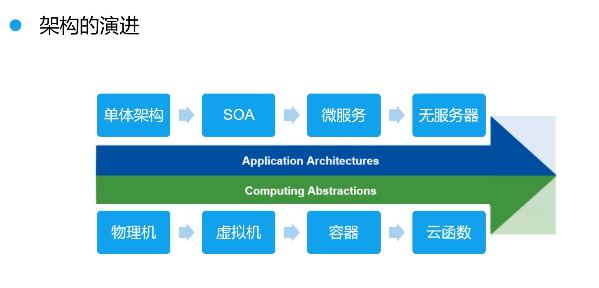 架构的演进
单体架构 SOA 微服务 无服务器
Application Architectures
Computing Abstractions
物理机 虚拟机 容器 云函数